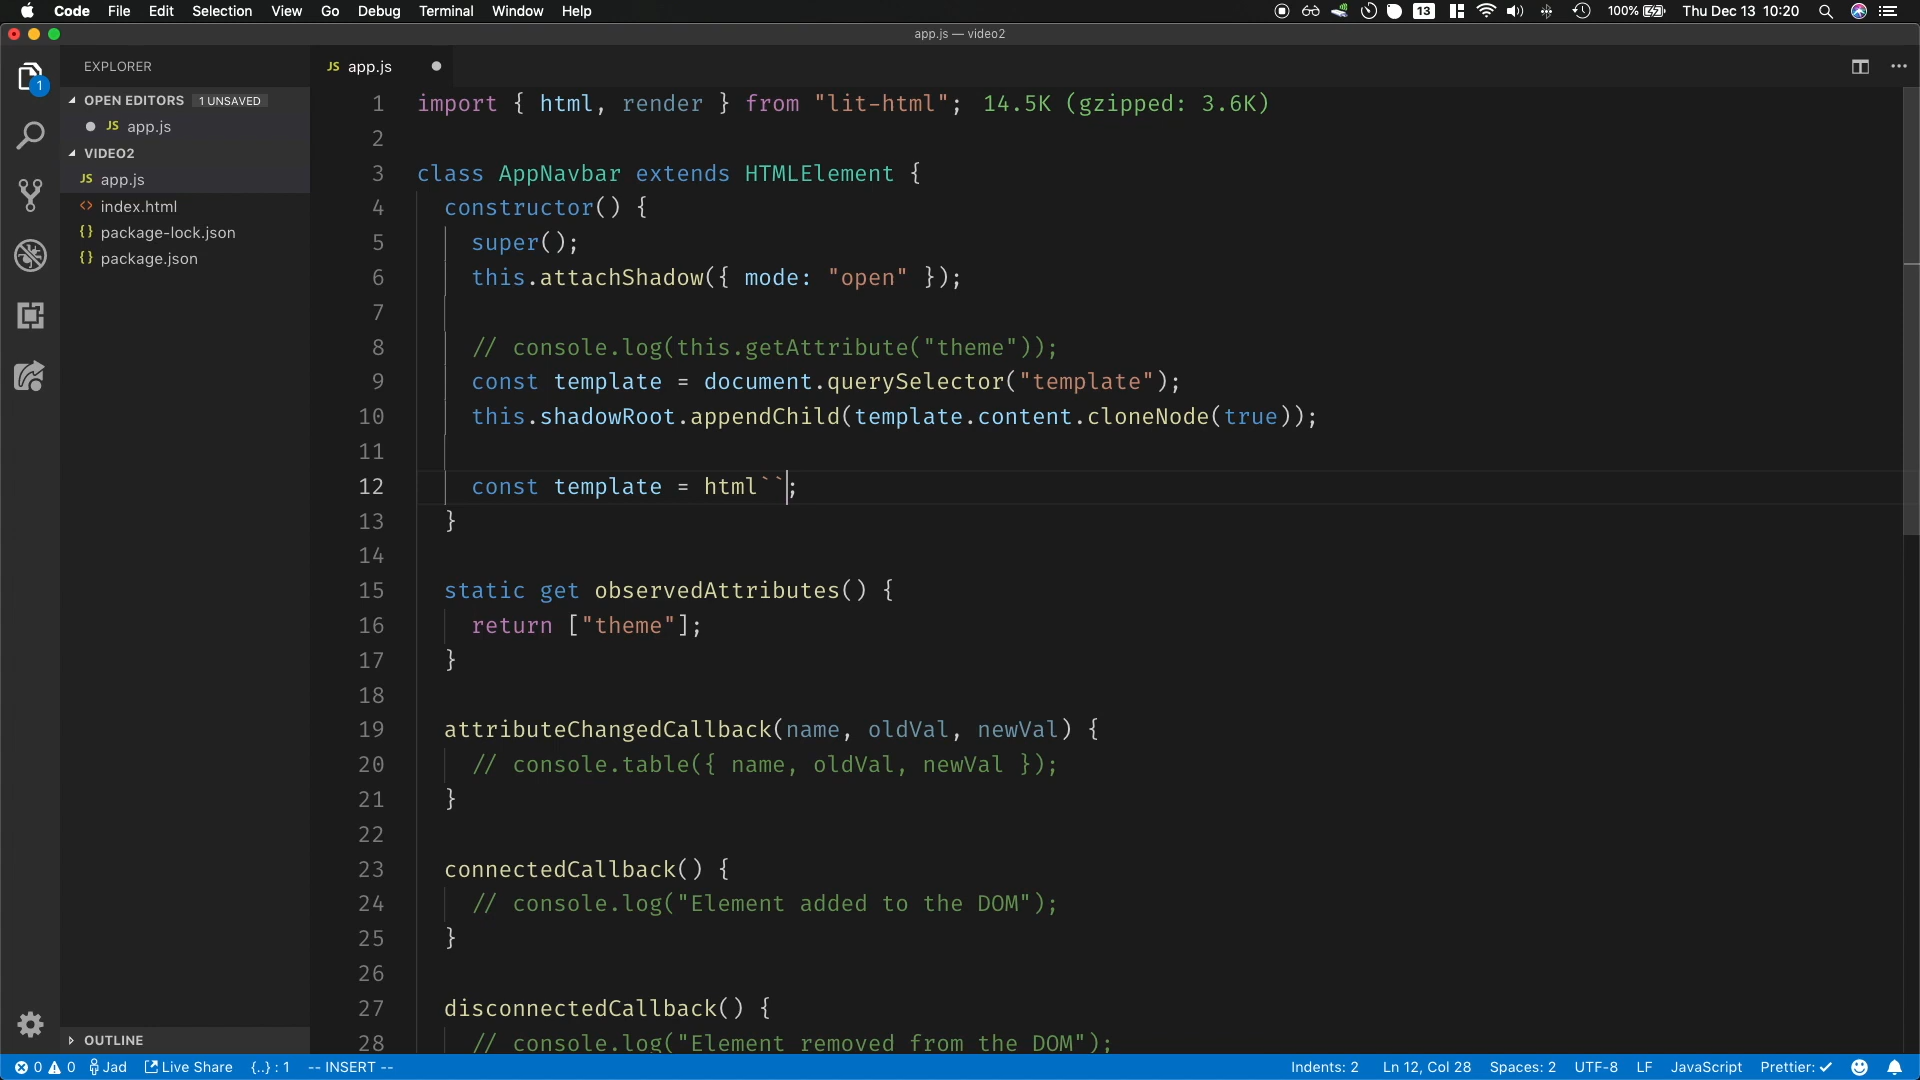 Code File Edit Selection View Go Debug Terminal Window Help 13 100% Thu Dec 13 10:20
app.js — video2
EXPLORER
JS app.js
1
OPEN EDITORS 1 UNSAVED
JS app.js
VIDEO2
JS app.js
<> index.html
{} package-lock.json
{} package.json
OUTLINE
1 import { html, render } from "lit-html"; 14.5K (gzipped: 3.6K)
2
3 class AppNavbar extends HTMLElement {
4 constructor() {
5 super();
6 this.attachShadow({ mode: "open" });
7
8 // console.log(this.getAttribute("theme"));
9 const template = document.querySelector("template");
10 this.shadowRoot.appendChild(template.content.cloneNode(true));
11
12 const template = html``;
13 }
14
15 static get observedAttributes() {
16 return ["theme"];
17 }
18
19 attributeChangedCallback(name, oldVal, newVal) {
20 // console.table({ name, oldVal, newVal });
21 }
22
23 connectedCallback() {
24 // console.log("Element added to the DOM");
25 }
26
27 disconnectedCallback() {
28 // console.log("Element removed from the DOM");
0 0 Jad Live Share {..} : 1 -- INSERT -- Indents: 2 Ln 12, Col 28 Spaces: 2 UTF-8 LF JavaScript Prettier: ✓